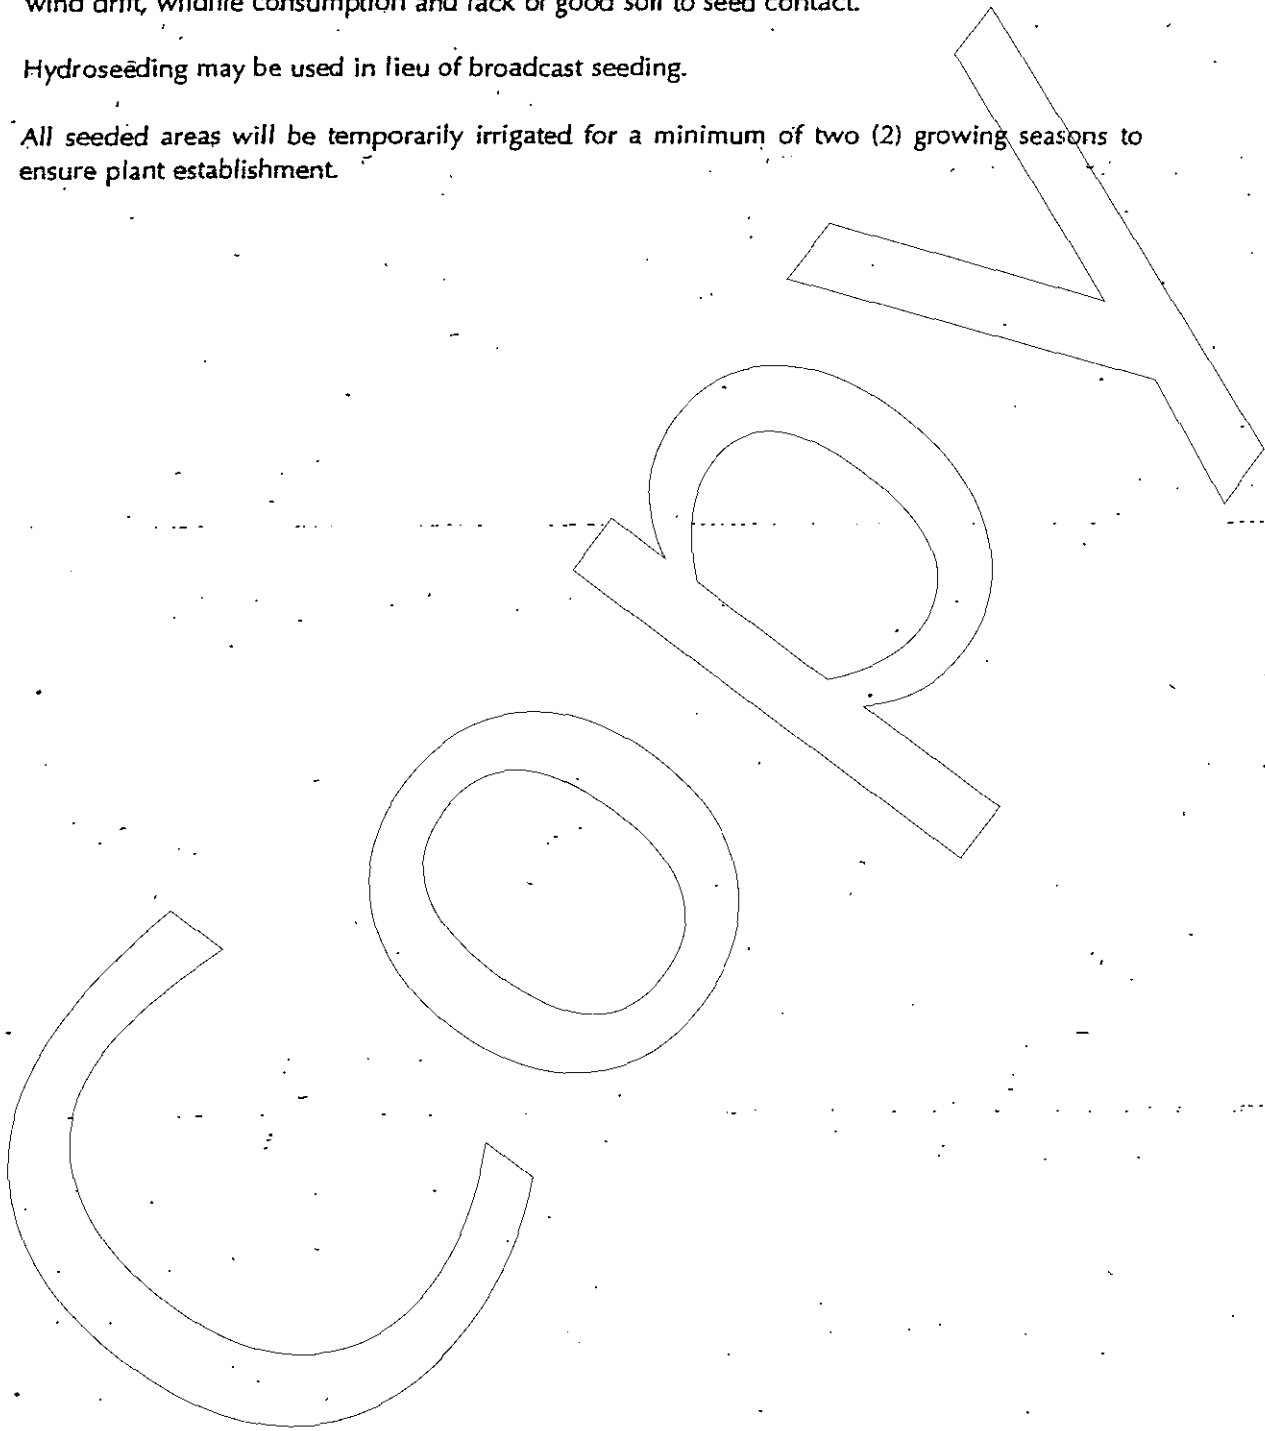 wind drift, wildlife consumption and lack of good soil to seed contact.
Hydroseeding may be used in lieu of broadcast seeding.
All seeded areas will be temporarily irrigated for a minimum of two (2) growing seasons to
ensure plant establishment.
Copy